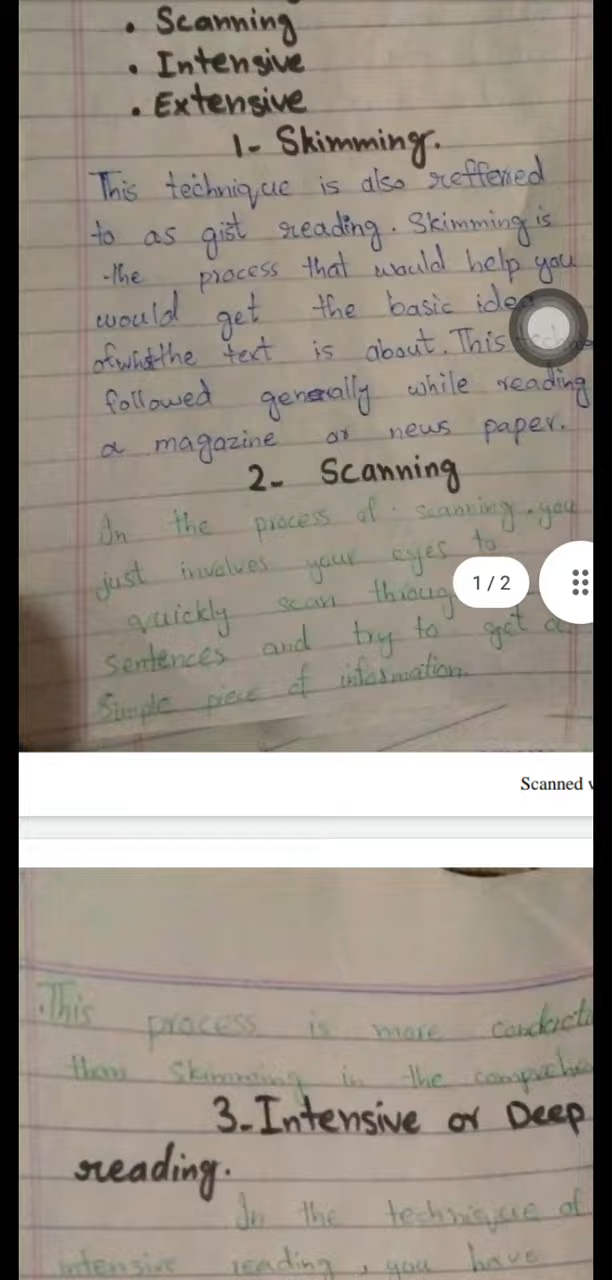 • Scanning
• Intensive
• Extensive
1- Skimming.
This technique is also reffered
to as gist reading. Skimming is
the process that would help you
would get the basic
of what the text is about. This
followed generally while reading
a magazine or news paper.
2- Scanning
In the process of scanning, you
just involves your eyes to
1 / 2
quickly scan
sentences and try to get a
Simple piece of information.
Scanned
.This process is more
then Skimming in the
3-Intensive or Deep
reading.
In the technique of
intensive reading, you have